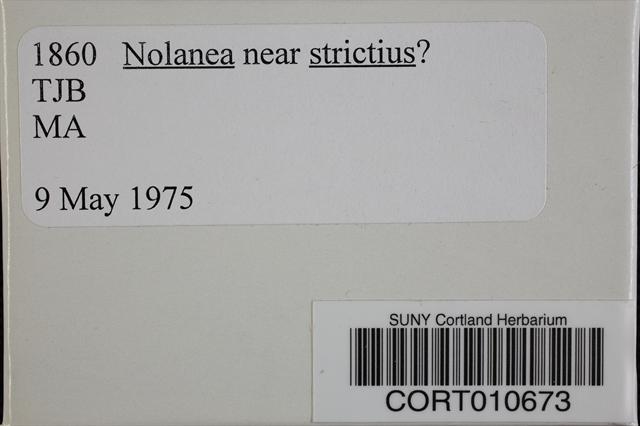 1860 Nolanea near strictius?
TJB
MA
9 May 1975
SUNY Cortland Herbarium
CORT010673